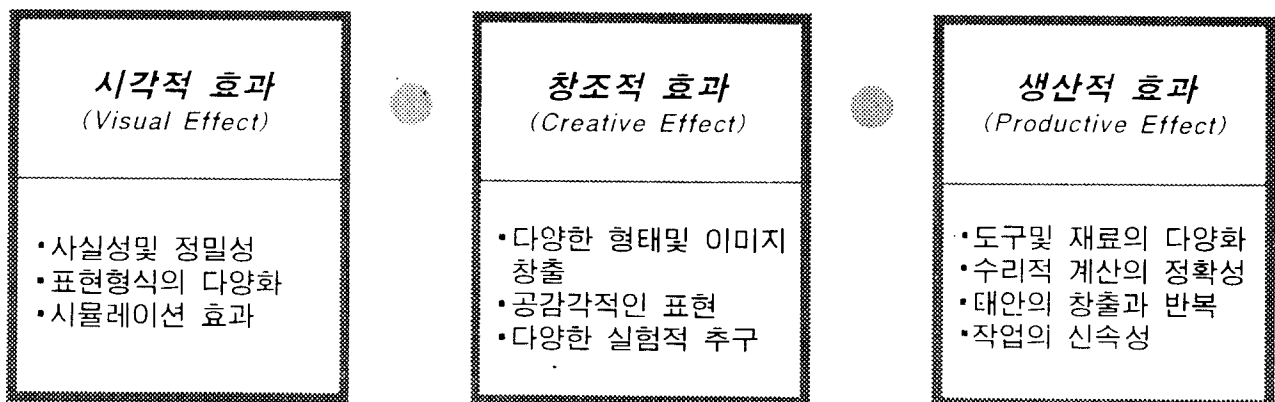 시각적 효과
(Visual Effect)
•사실성및 정밀성
•표현형식의 다양화
•시뮬레이션 효과
창조적 효과
(Creative Effect)
•다양한 형태및 이미지
창출
•공감각적인 표현
•다양한 실험적 추구
생산적 효과
(Productive Effect)
•도구및 재료의 다양화
•수리적 계산의 정확성
•대안의 창출과 반복
•작업의 신속성